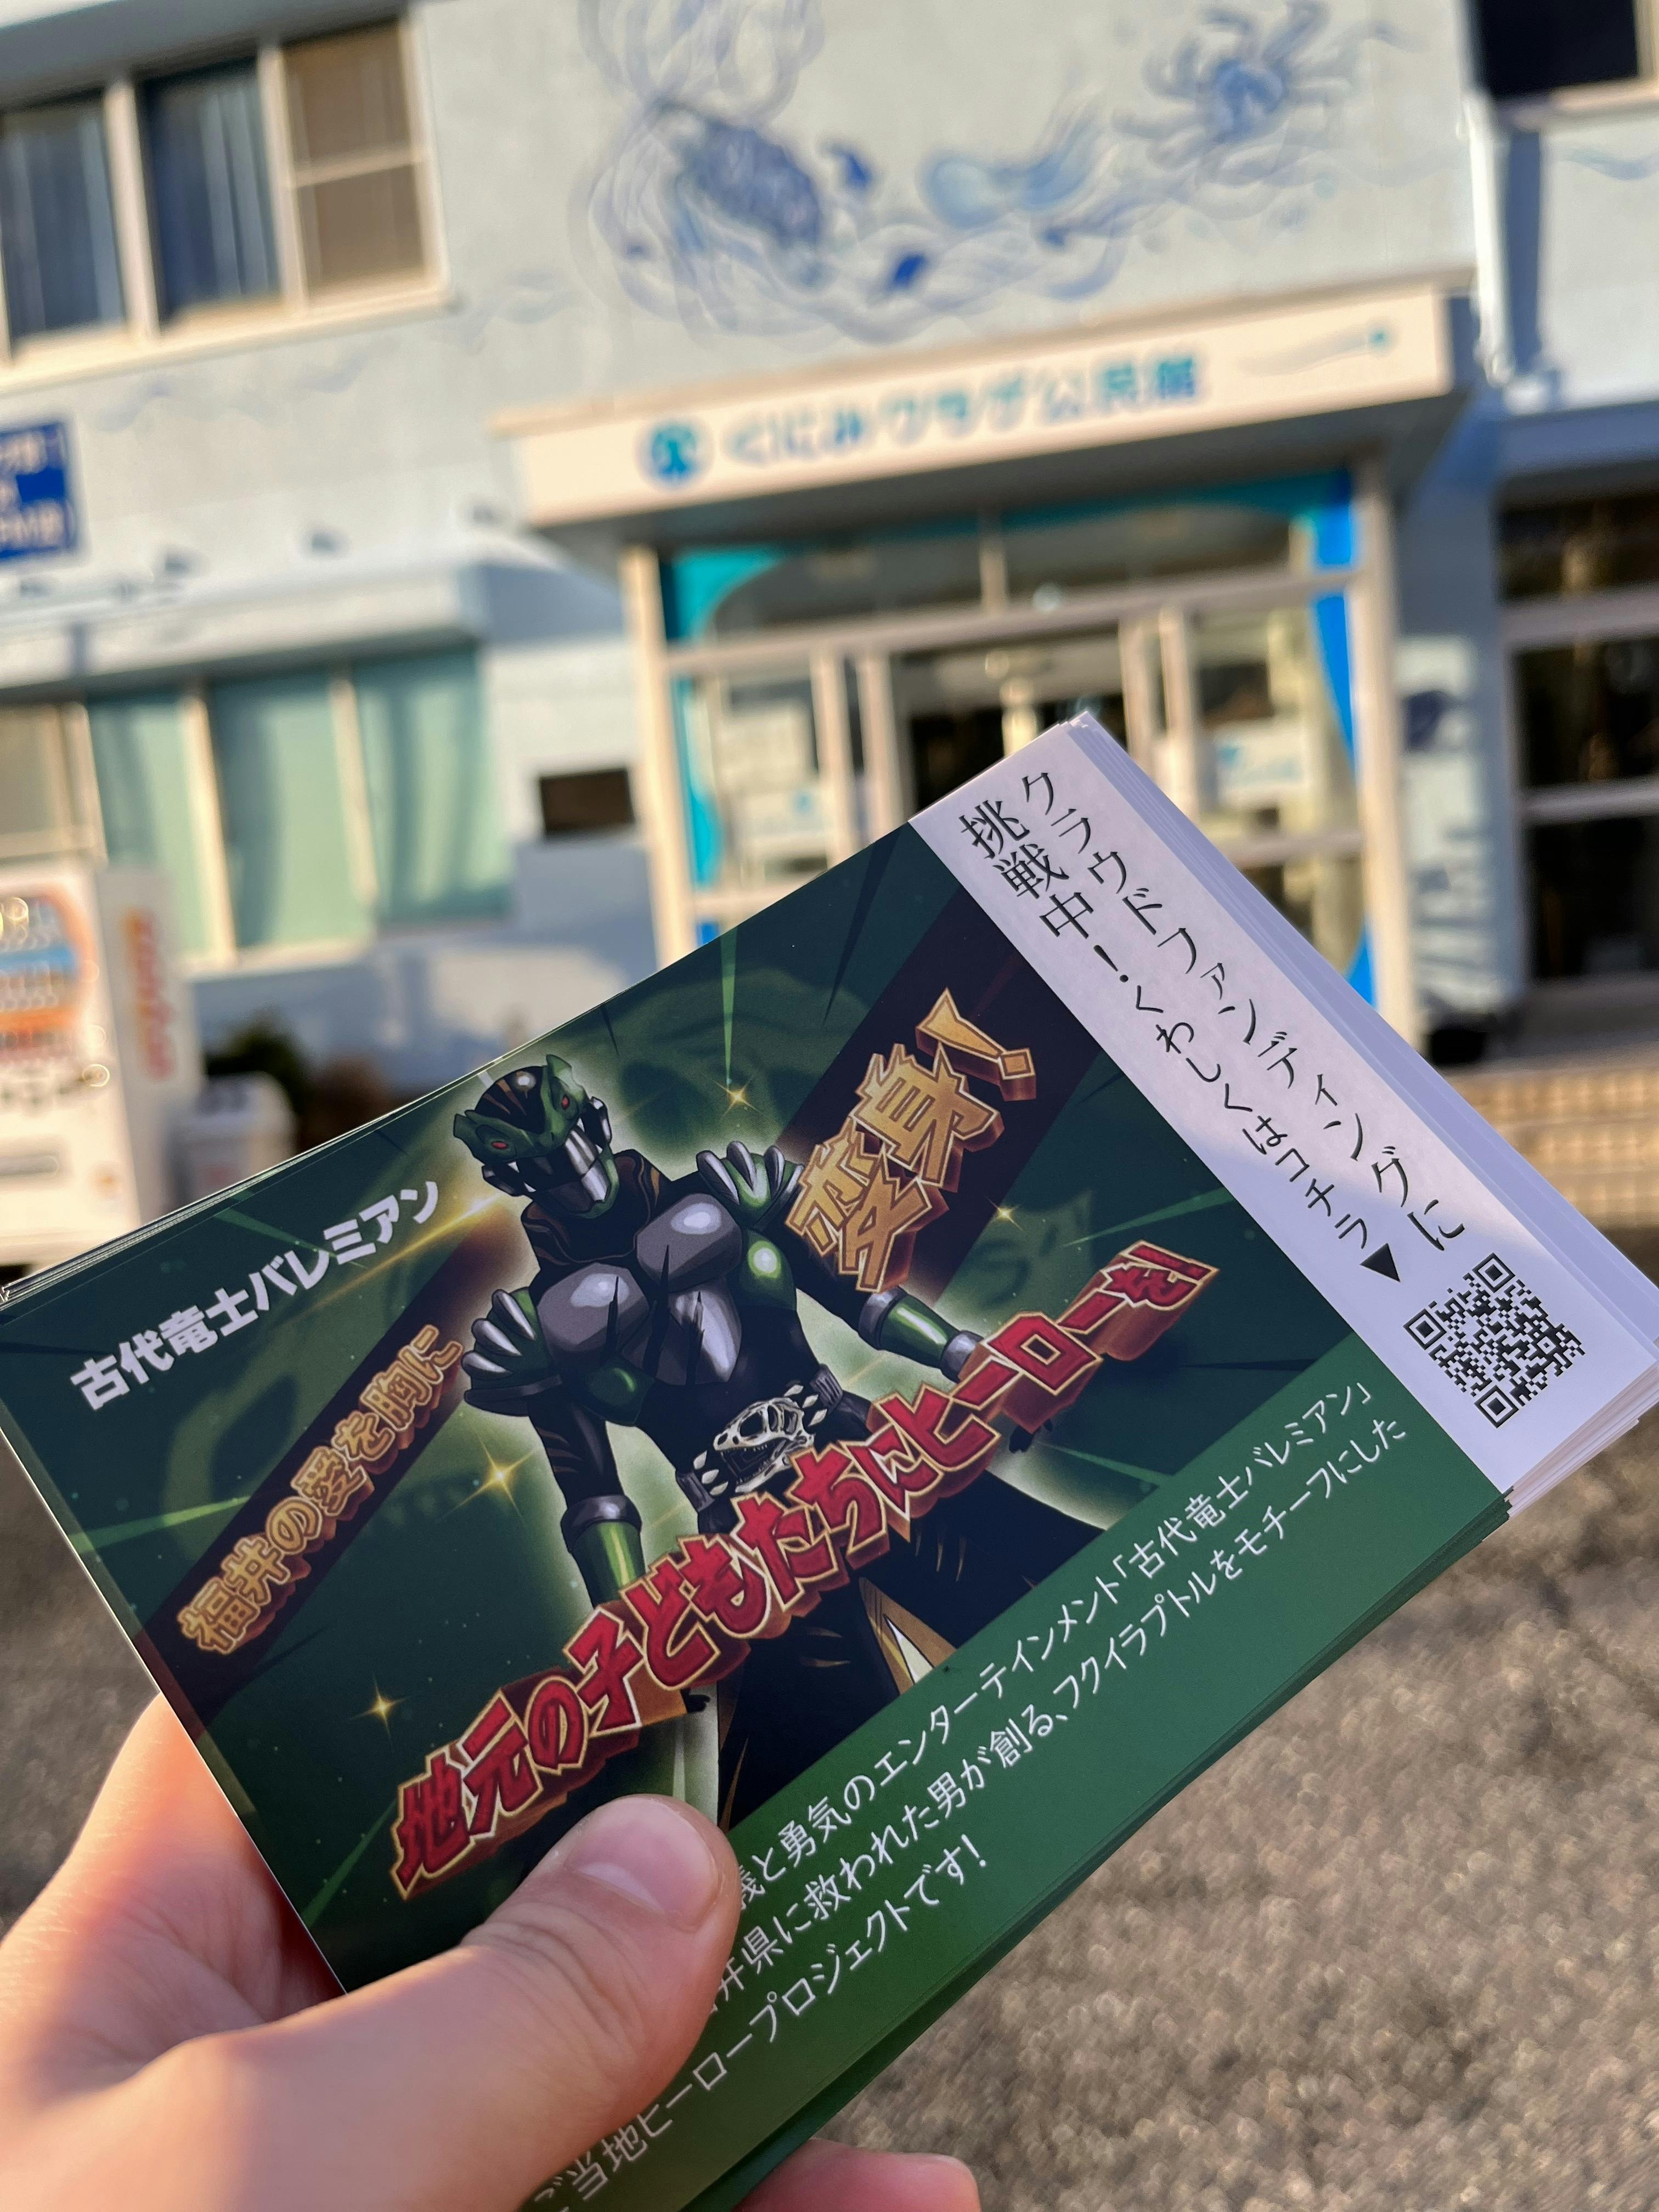 くにみクラゲ公民館
クラウドファンディングに
挑戦中！くわしくはコチラ▼
古代竜士バレミアン
福井の愛を胸に
変身！
地元の子どもたちにヒーローを！
義と勇気のエンターテインメント「古代竜士バレミアン」
井県に救われた男が創る、フクイラプトルをモチーフにした
ご当地ヒーロープロジェクトです！